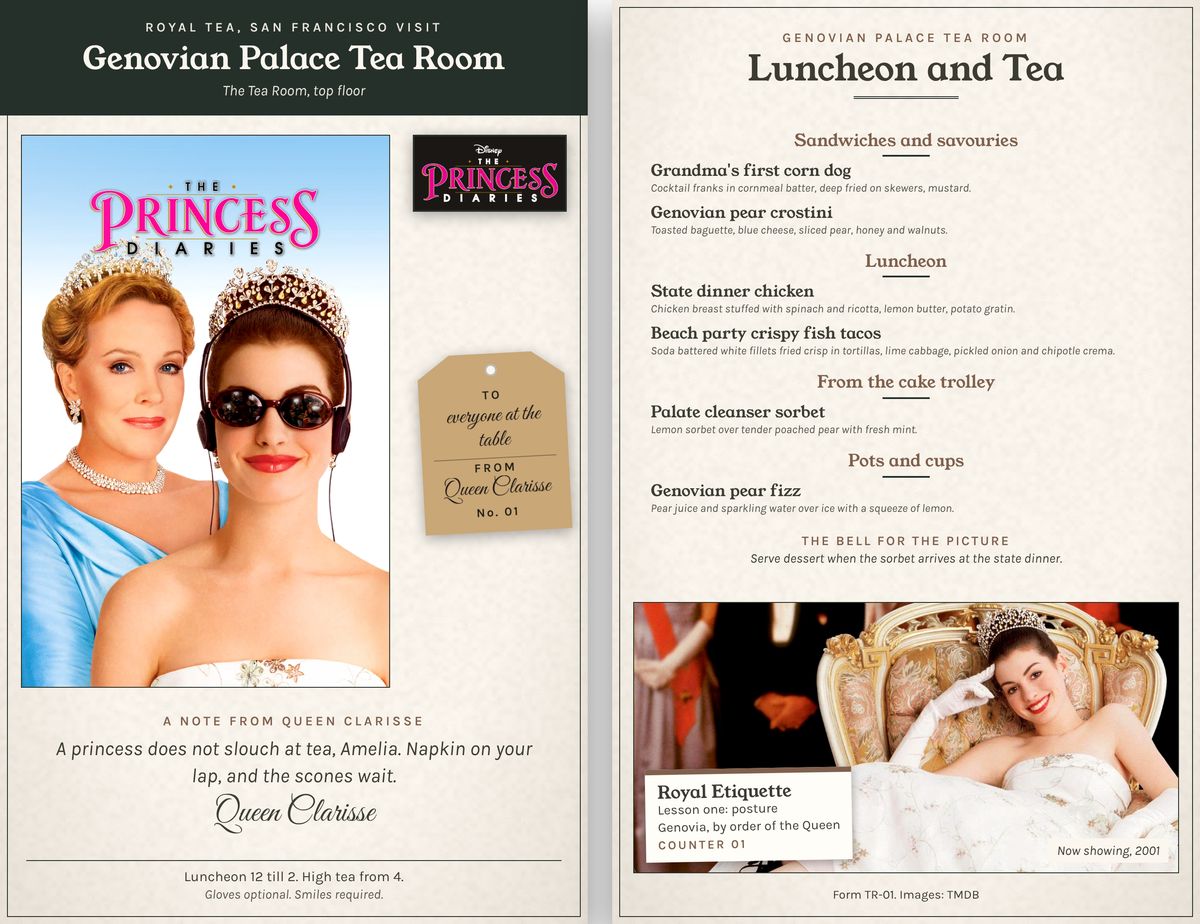 ROYAL TEA, SAN FRANCISCO VISIT
Genovian Palace Tea Room
The Tea Room, top floor
THE
PRINCESS
DIARIES
Disney
THE
PRINCESS
DIARIES
TO
everyone at the
table
FROM
Queen Clarisse
No. 01
A NOTE FROM QUEEN CLARISSE
A princess does not slouch at tea, Amelia. Napkin on your
lap, and the scones wait.
Queen Clarisse
Luncheon 12 till 2. High tea from 4.
Gloves optional. Smiles required.
GENOVIAN PALACE TEA ROOM
Luncheon and Tea
Sandwiches and savouries
Grandma's first corn dog
Cocktail franks in cornmeal batter, deep fried on skewers, mustard.
Genovian pear crostini
Toasted baguette, blue cheese, sliced pear, honey and walnuts.
Luncheon
State dinner chicken
Chicken breast stuffed with spinach and ricotta, lemon butter, potato gratin.
Beach party crispy fish tacos
Soda battered white fillets fried crisp in tortillas, lime cabbage, pickled onion and chipotle crema.
From the cake trolley
Palate cleanser sorbet
Lemon sorbet over tender poached pear with fresh mint.
Pots and cups
Genovian pear fizz
Pear juice and sparkling water over ice with a squeeze of lemon.
THE BELL FOR THE PICTURE
Serve dessert when the sorbet arrives at the state dinner.
Royal Etiquette
Lesson one: posture
Genovia, by order of the Queen
COUNTER 01
Now showing, 2001
Form TR-01. Images: TMDB